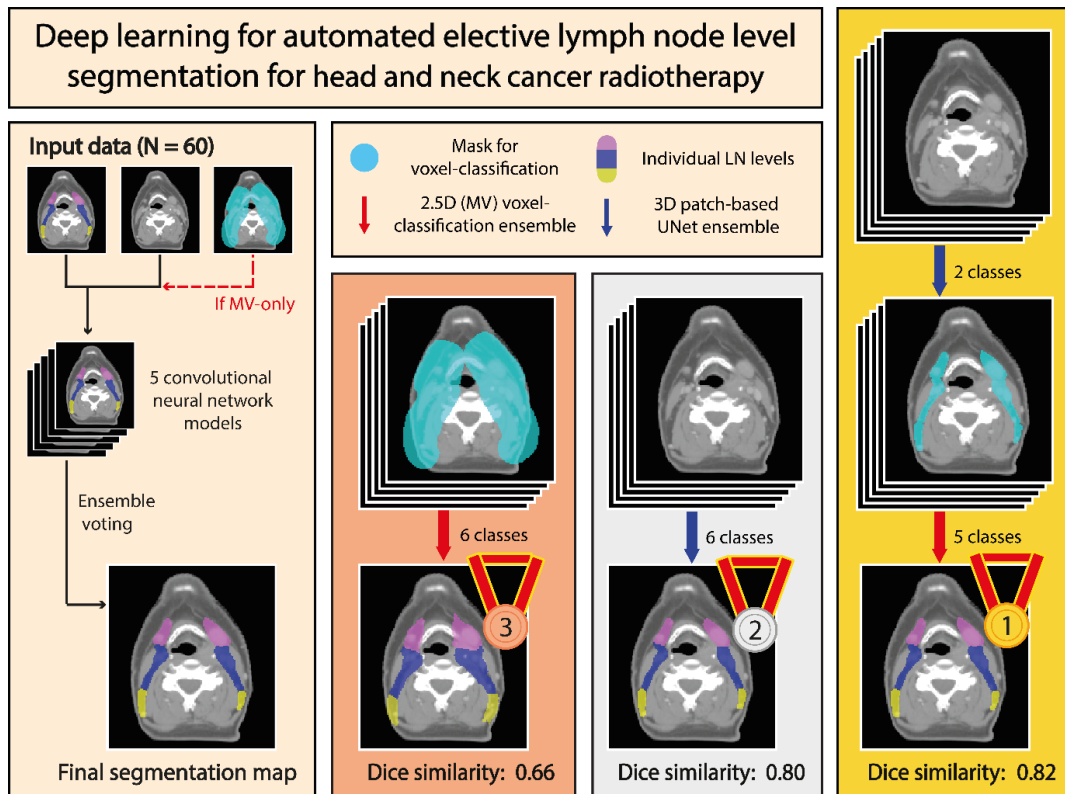 Deep learning for automated elective lymph node level
segmentation for head and neck cancer radiotherapy
Input data (N = 60)
If MV-only
5 convolutional
neural network
models
Ensemble
voting
Final segmentation map
Mask for
voxel-classification
Individual LN levels
2.5D (MV) voxel-
classification ensemble
3D patch-based
UNet ensemble
6 classes
3
Dice similarity: 0.66
6 classes
2
Dice similarity: 0.80
2 classes
5 classes
1
Dice similarity: 0.82